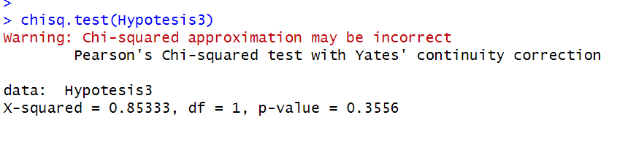 >
> chisq.test(Hypotesis3)
Warning: Chi-squared approximation may be incorrect
Pearson's Chi-squared test with Yates' continuity correction
data: Hypotesis3
X-squared = 0.85333, df = 1, p-value = 0.3556